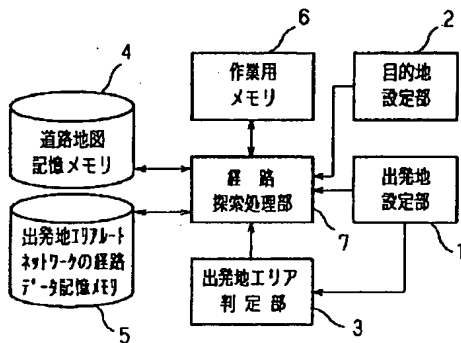 6
作業用
メモリ
2
目的地
設定部
4
道路地図
記憶メモリ
経路
探索処理部
7
出発地
設定部
1
出発地エリアルート
ネットワークの経路
データ記憶メモリ
5
出発地エリア
判定部
3